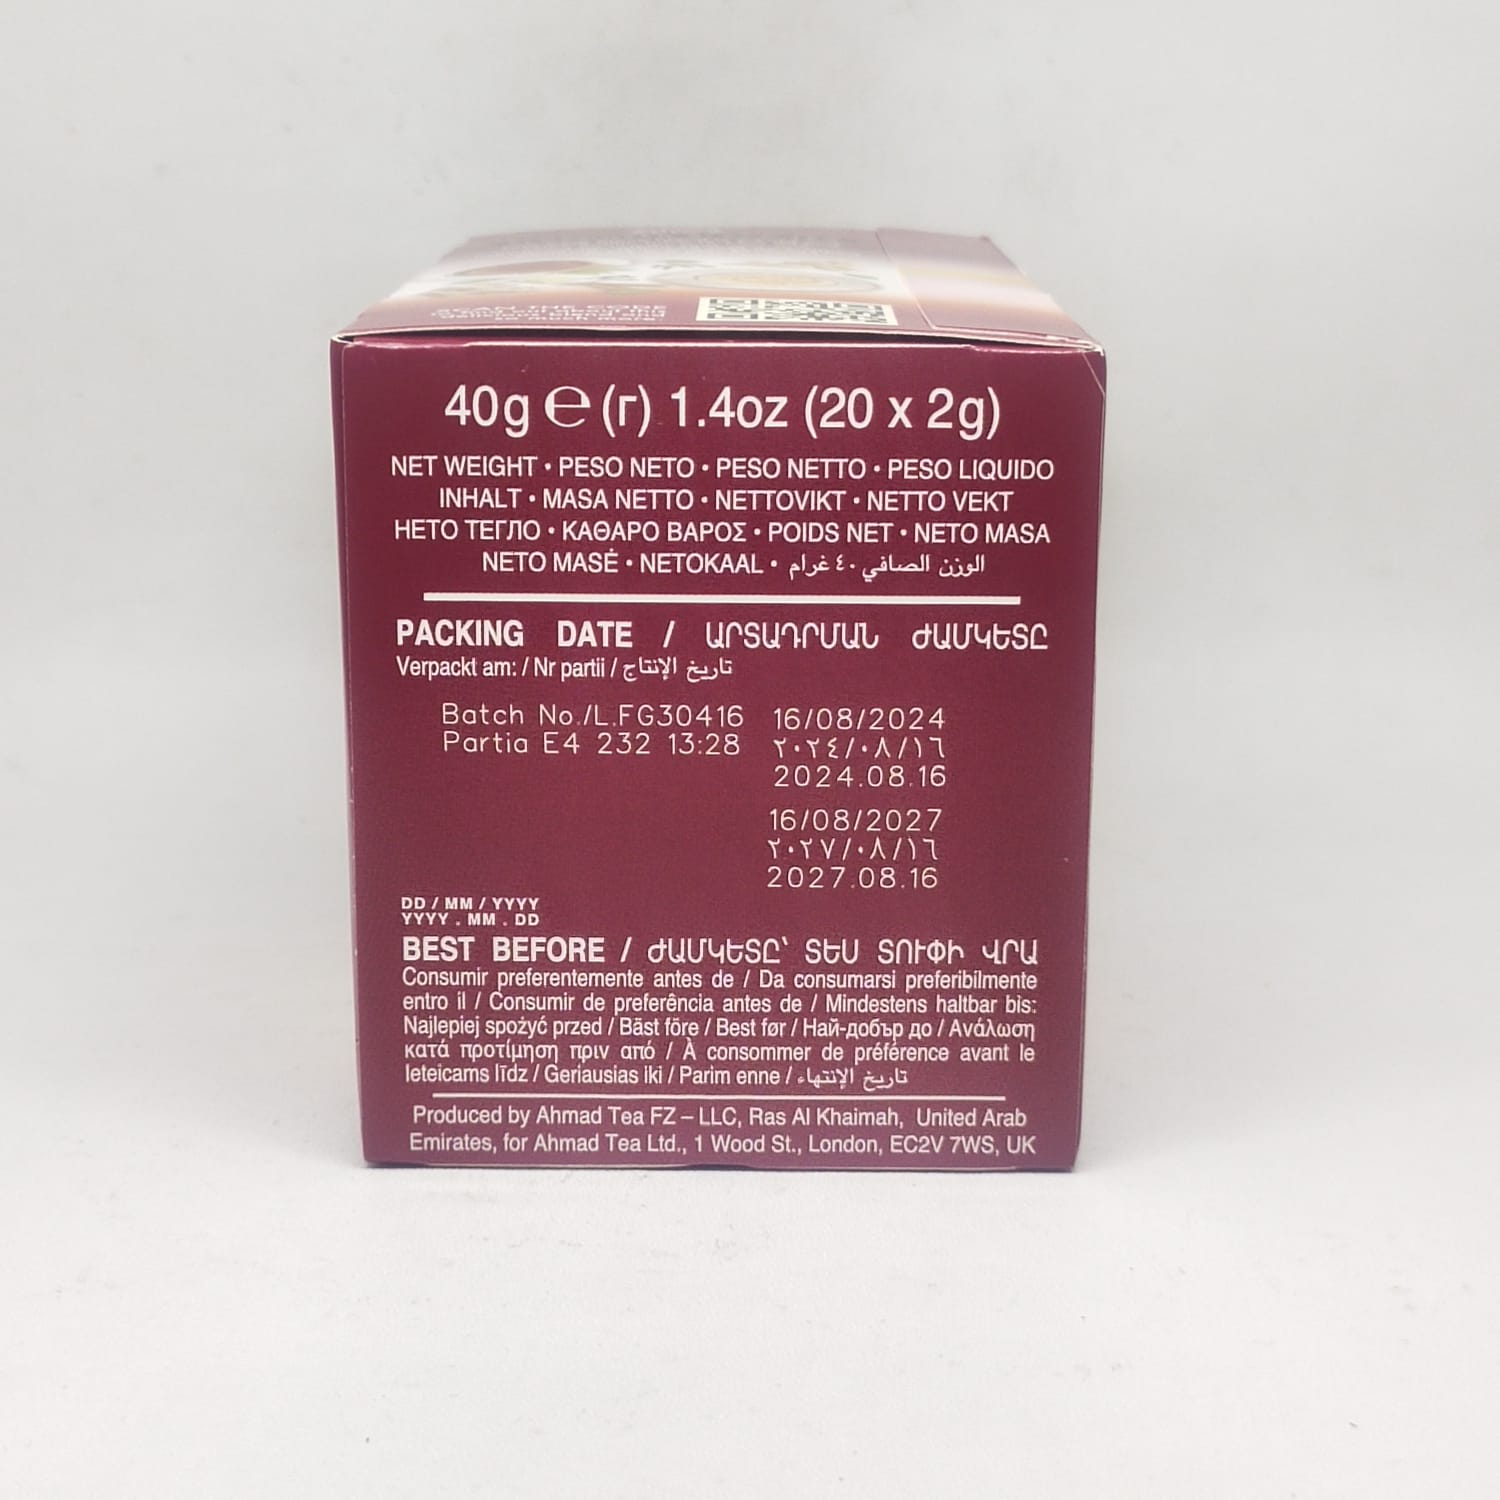 SCAN THE CODE
40g ℮ (г) 1.4oz (20 x 2g)
NET WEIGHT • PESO NETO • PESO NETTO • PESO LIQUIDO
INHALT • MASA NETTO • NETTOVIKT • NETTO VEKT
НЕТО ТЕГЛО • ΚΑΘΑΡΟ ΒΑΡΟΣ • POIDS NET • NETO MASA
NETO MASĖ • NETOKAAL • الوزن الصافي ٤٠ غرام
PACKING DATE / ԱՐՏԱԴՐՄԱՆ ԺԱՄԿԵՏԸ
Verpackt am: / Nr partii / تاريخ الإنتاج
Batch No./L.FG30416 16/08/2024
Partia E4 232 13:28 ٢٠٢٤/٠٨/١٦
2024.08.16
16/08/2027
٢٠٢٧/٠٨/١٦
2027.08.16
DD / MM / YYYY
YYYY . MM . DD
BEST BEFORE / ԺԱՄԿԵՏԸ՝ ՏԵՍ ՏՈՒՓԻ ՎՐԱ
Consumir preferentemente antes de / Da consumarsi preferibilmente
entro il / Consumir de preferência antes de / Mindestens haltbar bis:
Najlepiej spożyć przed / Bäst före / Best før / Най-добър до / Ανάλωση
κατά προτίμηση πριν από / À consommer de préférence avant le
Ieteicams līdz / Geriausias iki / Parim enne / تاريخ الإنتهاء
Produced by Ahmad Tea FZ – LLC, Ras Al Khaimah, United Arab
Emirates, for Ahmad Tea Ltd., 1 Wood St., London, EC2V 7WS, UK